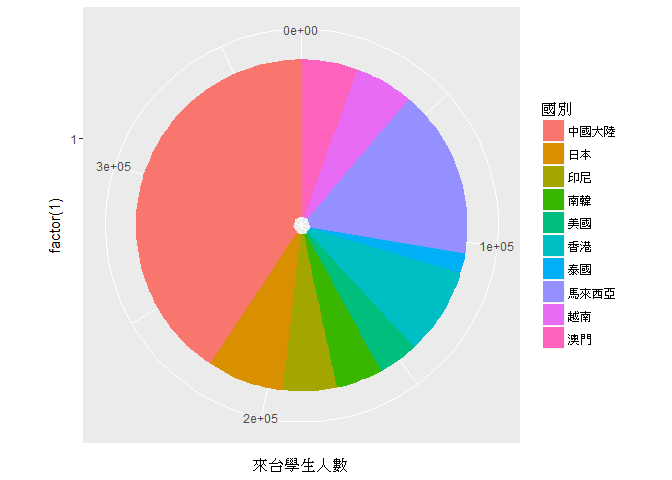 0e+00
1e+05
2e+05
3e+05
1
factor(1)
來台學生人數
國別
中國大陸
日本
印尼
南韓
美國
香港
泰國
馬來西亞
越南
澳門